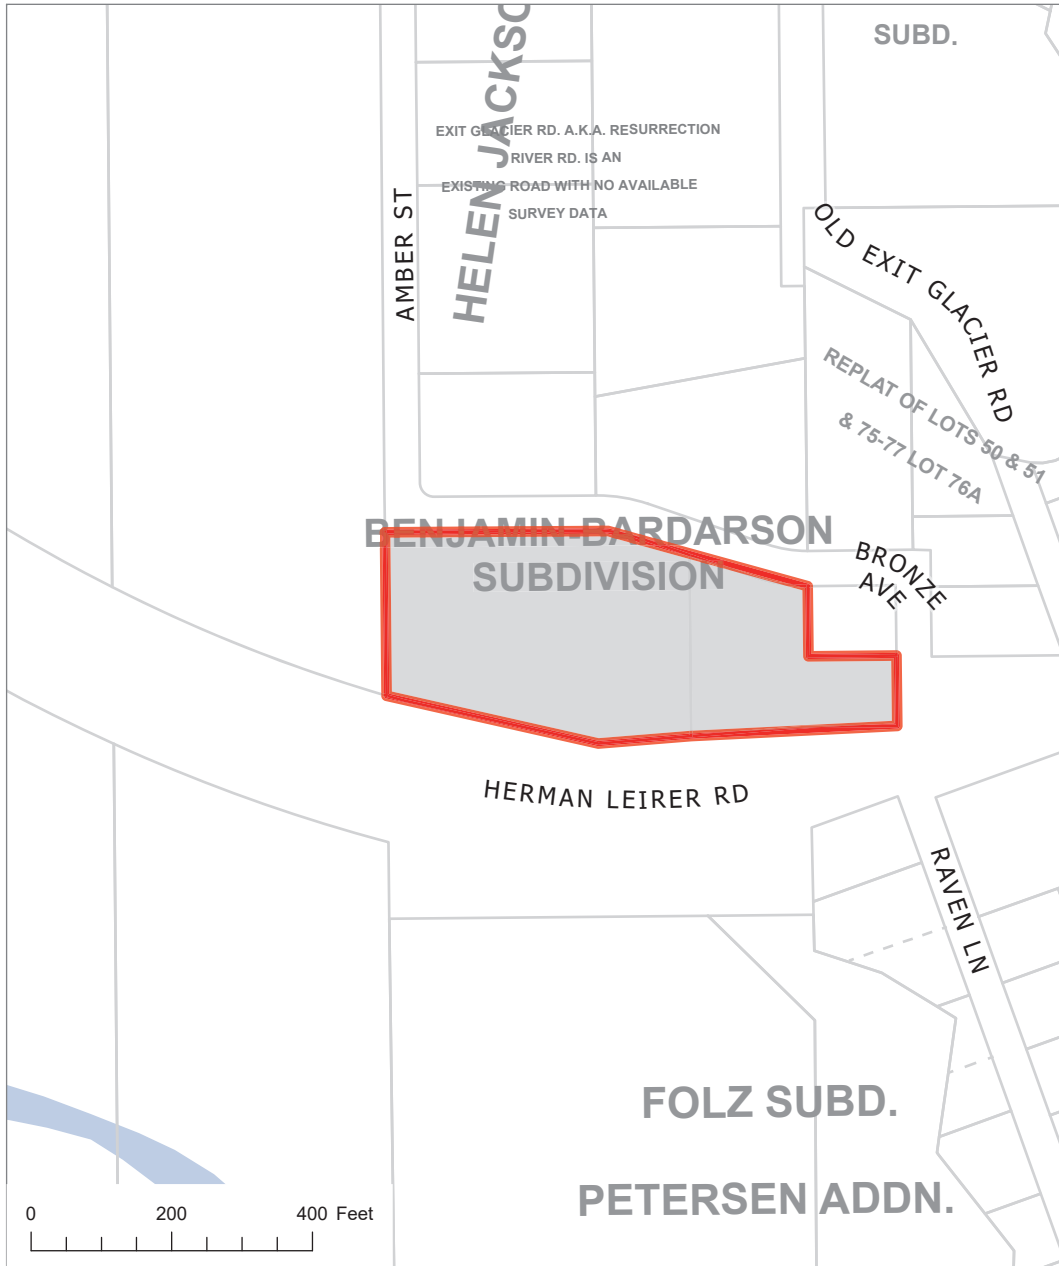 SUBD.
HELEN JACKSO
EXIT GLACIER RD. A.K.A. RESURRECTION
RIVER RD. IS AN
EXISTING ROAD WITH NO AVAILABLE
SURVEY DATA
AMBER ST
OLD EXIT GLACIER RD
REPLAT OF LOTS 50 & 51
& 75-77 LOT 76A
BENJAMIN-BARDARSON
SUBDIVISION
BRONZE
AVE
HERMAN LEIRER RD
RAVEN LN
FOLZ SUBD.
PETERSEN ADDN.
0 200 400 Feet